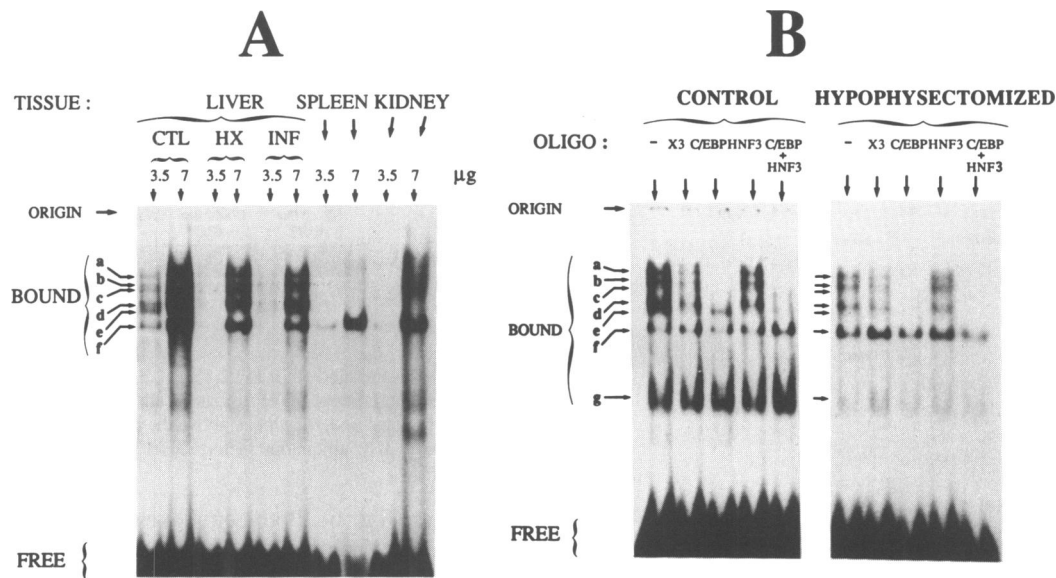 A
TISSUE : LIVER SPLEEN KIDNEY
CTL HX INF
3.5 7 3.5 7 3.5 7 3.5 7 3.5 7 µg
ORIGIN
BOUND
a
b
c
d
e
f
FREE
B
CONTROL HYPOPHYSECTOMIZED
OLIGO : - X3 C/EBP HNF3 C/EBP + HNF3 - X3 C/EBP HNF3 C/EBP + HNF3
ORIGIN
BOUND
a
b
c
d
e
f
g
FREE